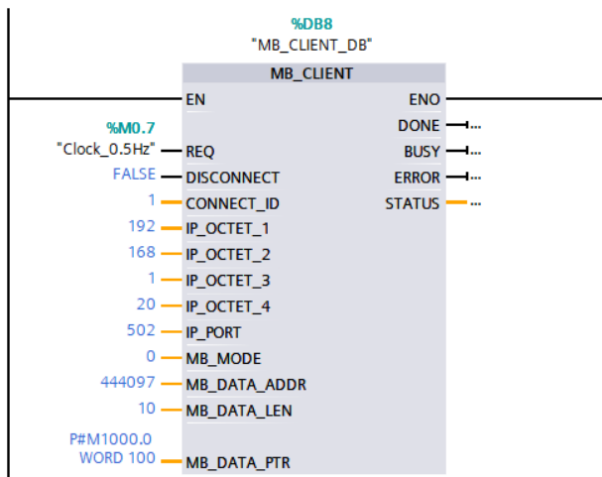 %DB8
"MB_CLIENT_DB"
MB_CLIENT
EN ENO
DONE ...
%M0.7
"Clock_0.5Hz" REQ BUSY ...
FALSE DISCONNECT ERROR ...
1 CONNECT_ID STATUS ...
192 IP_OCTET_1
168 IP_OCTET_2
1 IP_OCTET_3
20 IP_OCTET_4
502 IP_PORT
0 MB_MODE
444097 MB_DATA_ADDR
10 MB_DATA_LEN
P#M1000.0
WORD 100 MB_DATA_PTR